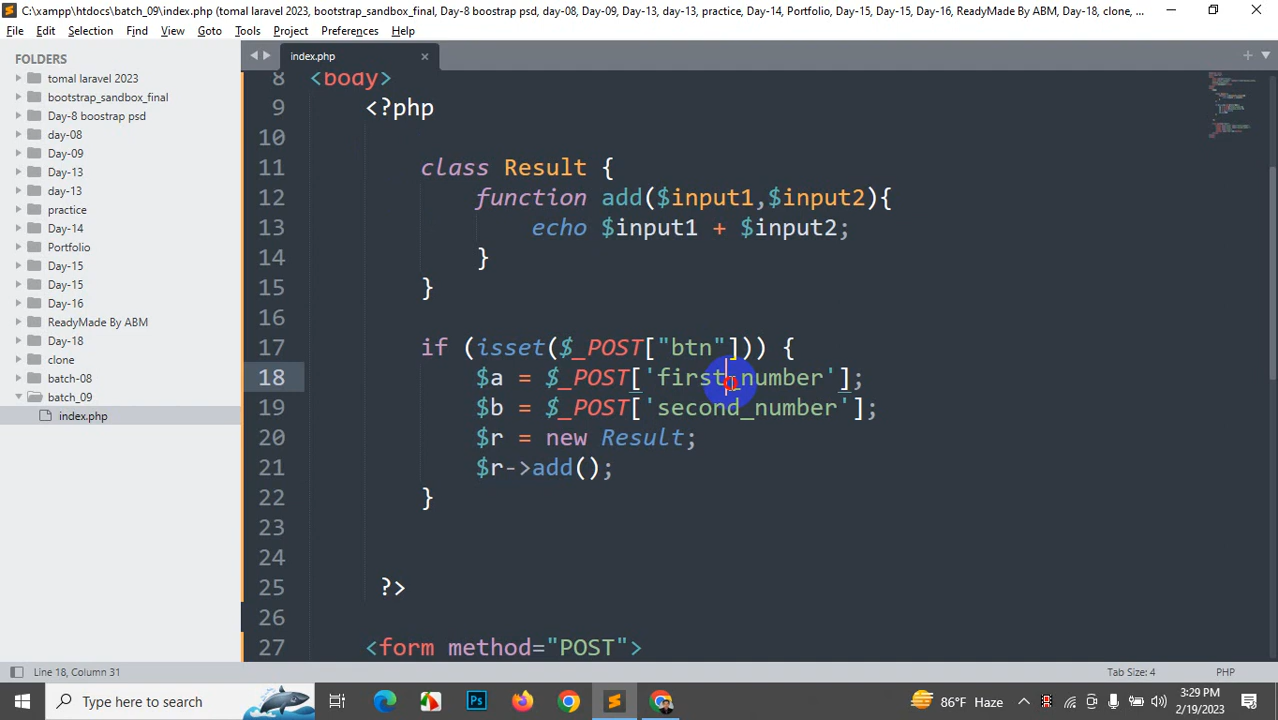 C:\xampp\htdocs\batch_09\index.php (tomal laravel 2023, bootstrap_sandbox_final, Day-8 boostrap psd, day-08, Day-09, Day-13, day-13, practice, Day-14, Portfolio, Day-15, Day-15, Day-16, ReadyMade By ABM, Day-18, clone, ...
File Edit Selection Find View Goto Tools Project Preferences Help
FOLDERS
tomal laravel 2023
bootstrap_sandbox_final
Day-8 boostrap psd
day-08
Day-09
Day-13
day-13
practice
Day-14
Portfolio
Day-15
Day-15
Day-16
ReadyMade By ABM
Day-18
clone
batch-08
batch_09
index.php
index.php
8 <body>
9 <?php
10
11 class Result {
12 function add($input1,$input2){
13 echo $input1 + $input2;
14 }
15 }
16
17 if (isset($_POST["btn"])) {
18 $a = $_POST['first_number'];
19 $b = $_POST['second_number'];
20 $r = new Result;
21 $r->add();
22 }
23
24
25 ?>
26
27 <form method="POST">
Line 18, Column 31 Tab Size: 4 PHP
Type here to search
Ps
86°F Haze
3:29 PM
2/19/2023